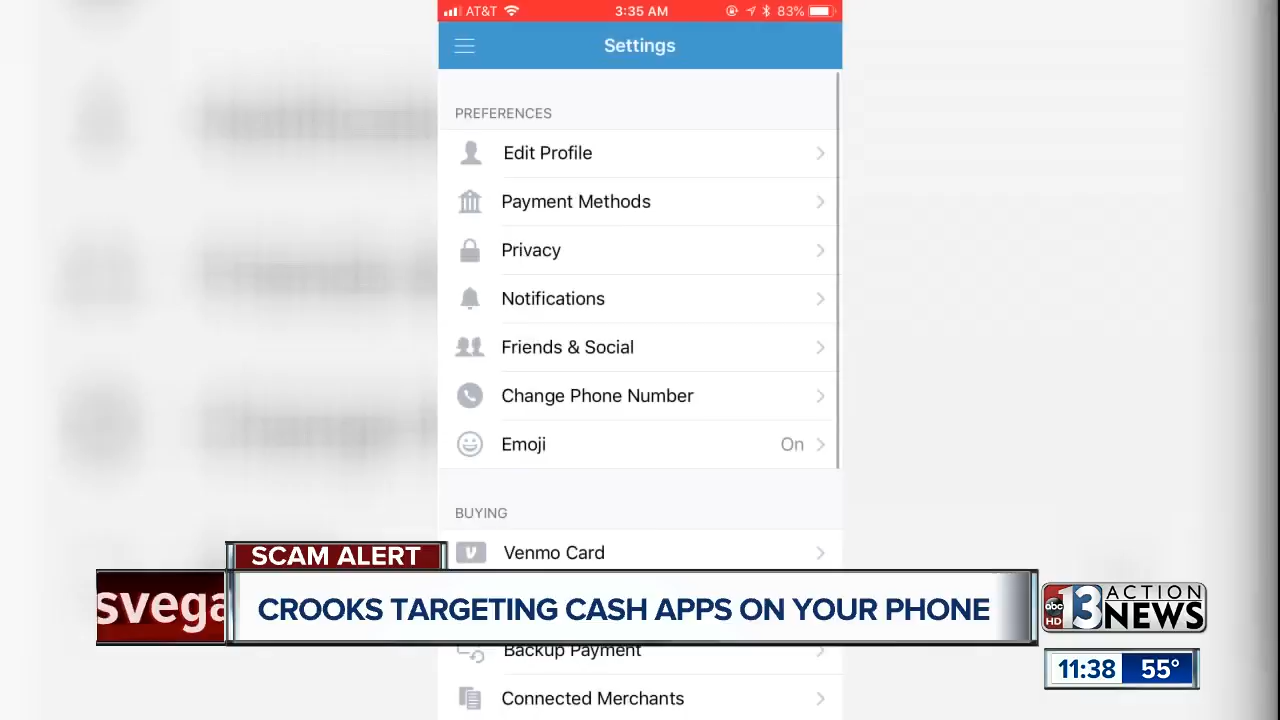 AT&T 3:35 AM 83%
Settings
PREFERENCES
Edit Profile
Payment Methods
Privacy
Notifications
Friends & Social
Change Phone Number
Emoji On
BUYING
Venmo Card
SCAM ALERT
svega
CROOKS TARGETING CASH APPS ON YOUR PHONE
abc HD 13 ACTION NEWS
Backup Payment
11:38 55°
Connected Merchants